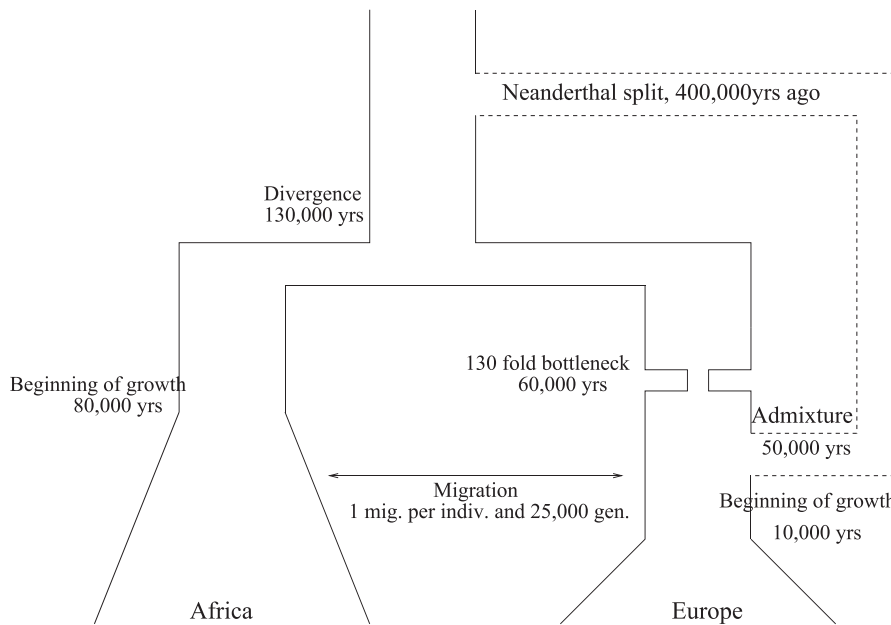 Neanderthal split, 400,000yrs ago
Divergence
130,000 yrs
130 fold bottleneck
60,000 yrs
Beginning of growth
80,000 yrs
Admixture
50,000 yrs
Migration
1 mig. per indiv. and 25,000 gen.
Beginning of growth
10,000 yrs
Africa
Europe